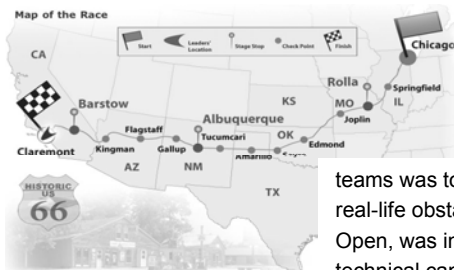 Map of the Race
Start
Leaders'
Location
Stage Stop
Check Point
Finish
Chicago
CA
Rolla
Springfield
Barstow
KS
MO
IL
Joplin
Albuquerque
Flagstaff
Tucumcari
OK
Edmond
Claremont
Kingman
Gallup
Amarillo
AZ
NM
TX
HISTORIC
US
66
teams was to
real-life obsta
Open, was in